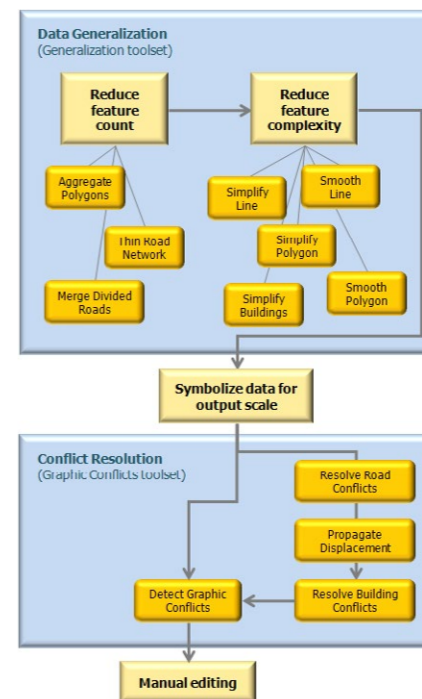 Data Generalization
(Generalization toolset)
Reduce
feature
count
Reduce
feature
complexity
Aggregate
Polygons
Thin Road
Network
Merge Divided
Roads
Simplify
Line
Smooth
Line
Simplify
Polygon
Simplify
Buildings
Smooth
Polygon
Symbolize data for
output scale
Conflict Resolution
(Graphic Conflicts toolset)
Resolve Road
Conflicts
Propagate
Displacement
Detect Graphic
Conflicts
Resolve Building
Conflicts
Manual editing